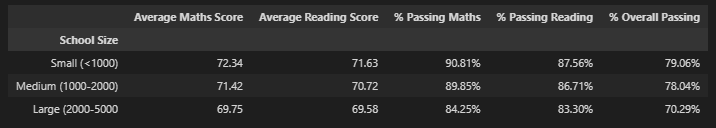 Average Maths Score Average Reading Score % Passing Maths % Passing Reading % Overall Passing
School Size
Small (<1000) 72.34 71.63 90.81% 87.56% 79.06%
Medium (1000-2000) 71.42 70.72 89.85% 86.71% 78.04%
Large (2000-5000 69.75 69.58 84.25% 83.30% 70.29%